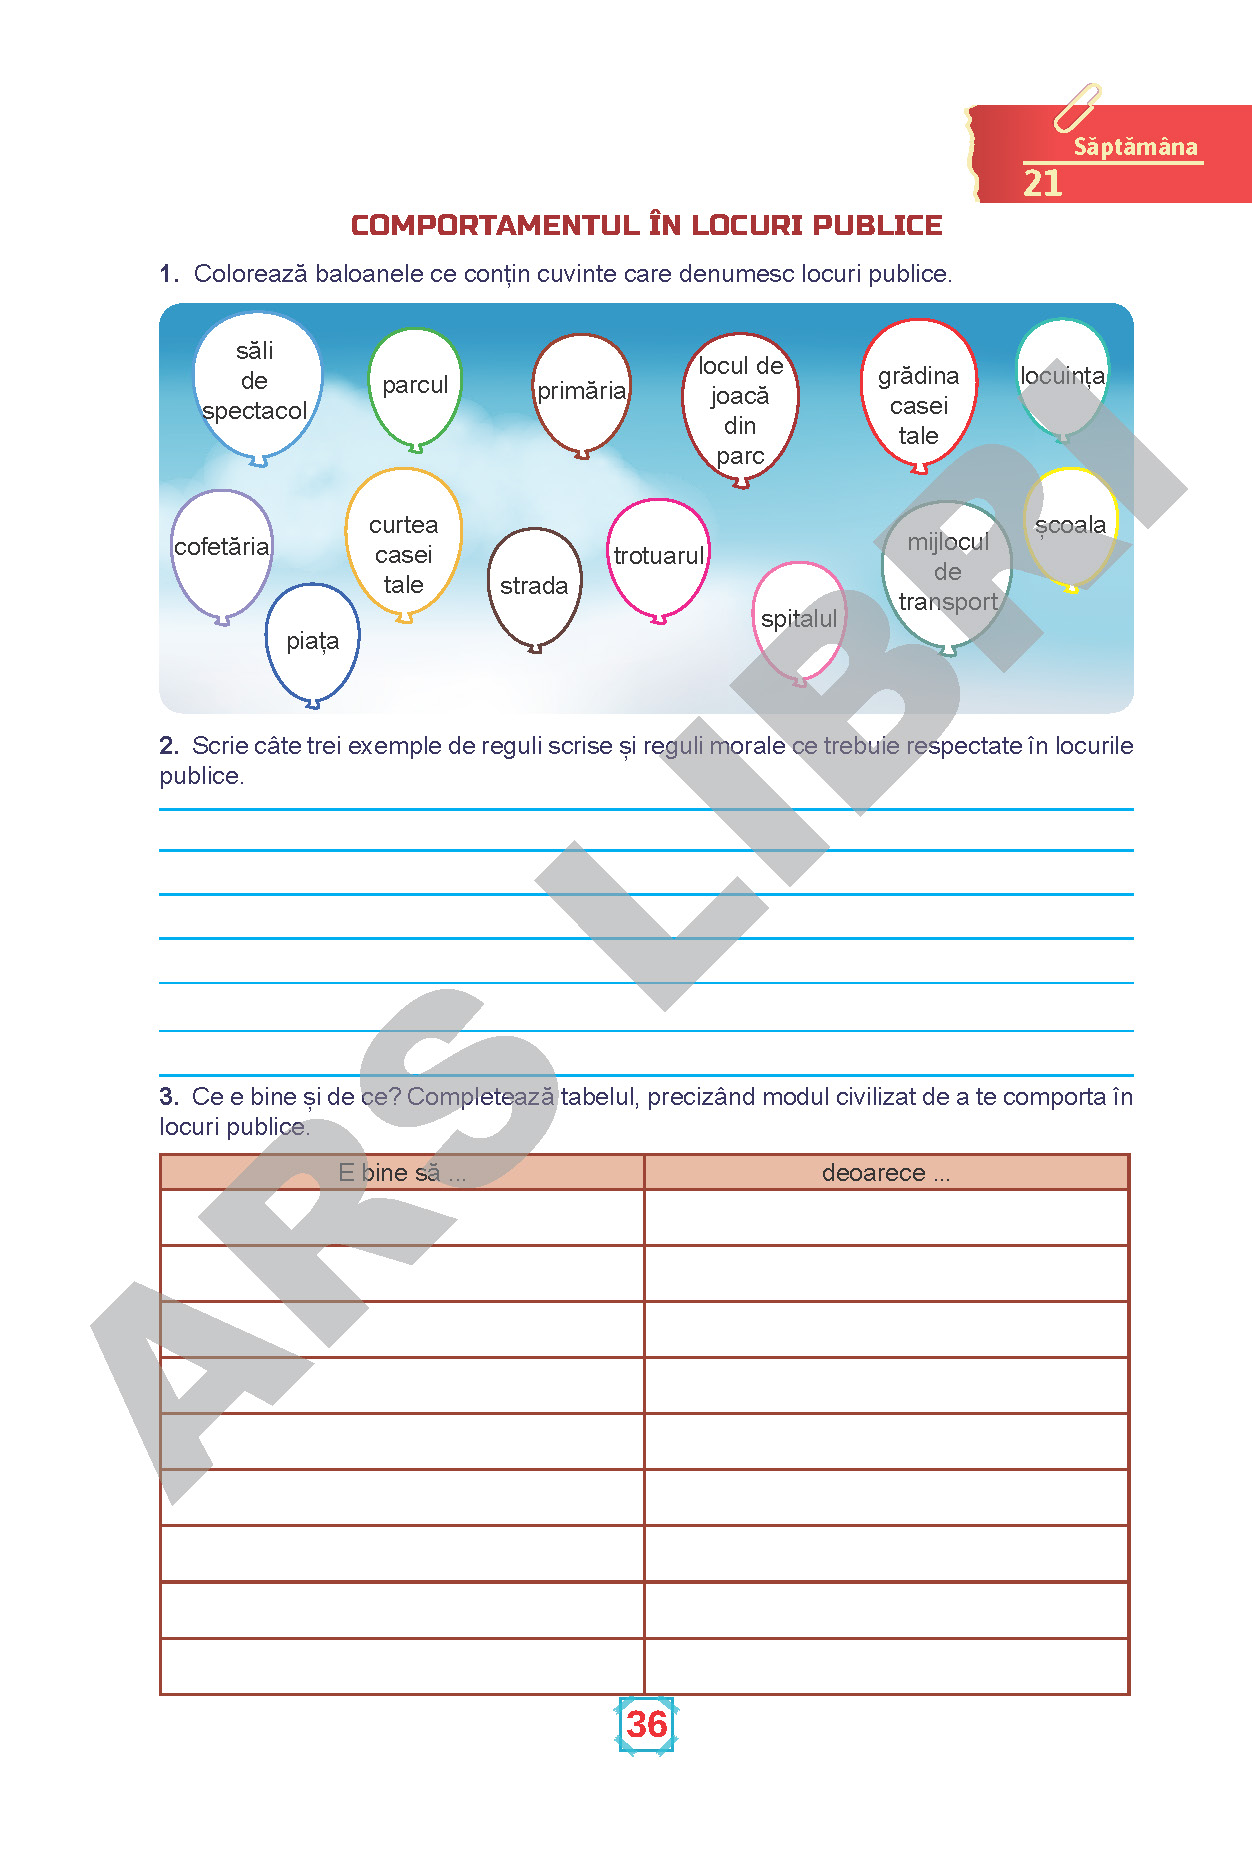 Săptămâna
21
COMPORTAMENTUL ÎN LOCURI PUBLICE
1. Colorează baloanele ce conțin cuvinte care denumesc locuri publice.
săli
de
spectacol
parcul
primăria
locul de
joacă
din
parc
grădina
casei
tale
locuința
cofetăria
curtea
casei
tale
strada
trotuarul
mijlocul
de
transport
școala
piața
spitalul
2. Scrie câte trei exemple de reguli scrise și reguli morale ce trebuie respectate în locurile
publice.
3. Ce e bine și de ce? Completează tabelul, precizând modul civilizat de a te comporta în
locuri publice.
E bine să ...
deoarece ...
36
ARS LIBRI